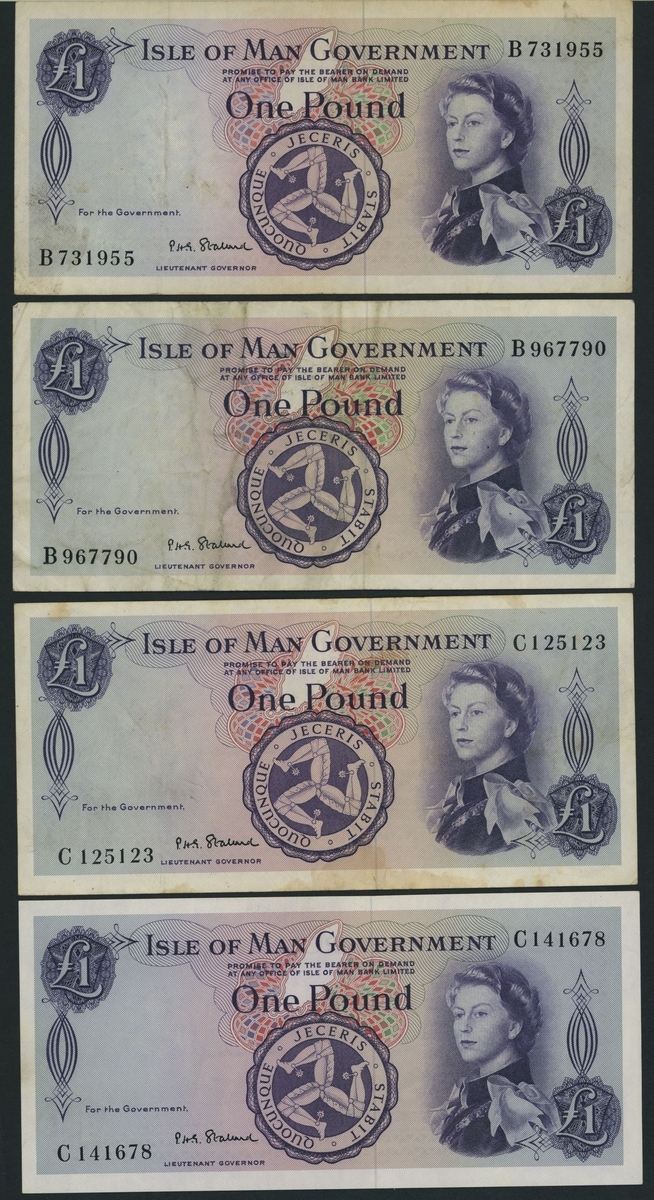 £1
ISLE OF MAN GOVERNMENT B 731955
PROMISE TO PAY THE BEARER ON DEMAND
AT ANY OFFICE OF ISLE OF MAN BANK LIMITED
One Pound
QUOCUNQUE · JECERIS · STABIT
For the Government.
£1
B 731955
P.H.G. Stallard
LIEUTENANT GOVERNOR
£1
ISLE OF MAN GOVERNMENT B 967790
PROMISE TO PAY THE BEARER ON DEMAND
AT ANY OFFICE OF ISLE OF MAN BANK LIMITED
One Pound
QUOCUNQUE · JECERIS · STABIT
For the Government.
£1
B 967790
P.H.G. Stallard
LIEUTENANT GOVERNOR
£1
ISLE OF MAN GOVERNMENT C 125123
PROMISE TO PAY THE BEARER ON DEMAND
AT ANY OFFICE OF ISLE OF MAN BANK LIMITED
One Pound
QUOCUNQUE · JECERIS · STABIT
For the Government.
£1
C 125123
P.H.G. Stallard
LIEUTENANT GOVERNOR
£1
ISLE OF MAN GOVERNMENT C 141678
PROMISE TO PAY THE BEARER ON DEMAND
AT ANY OFFICE OF ISLE OF MAN BANK LIMITED
One Pound
QUOCUNQUE · JECERIS · STABIT
For the Government.
£1
C 141678
P.H.G. Stallard
LIEUTENANT GOVERNOR